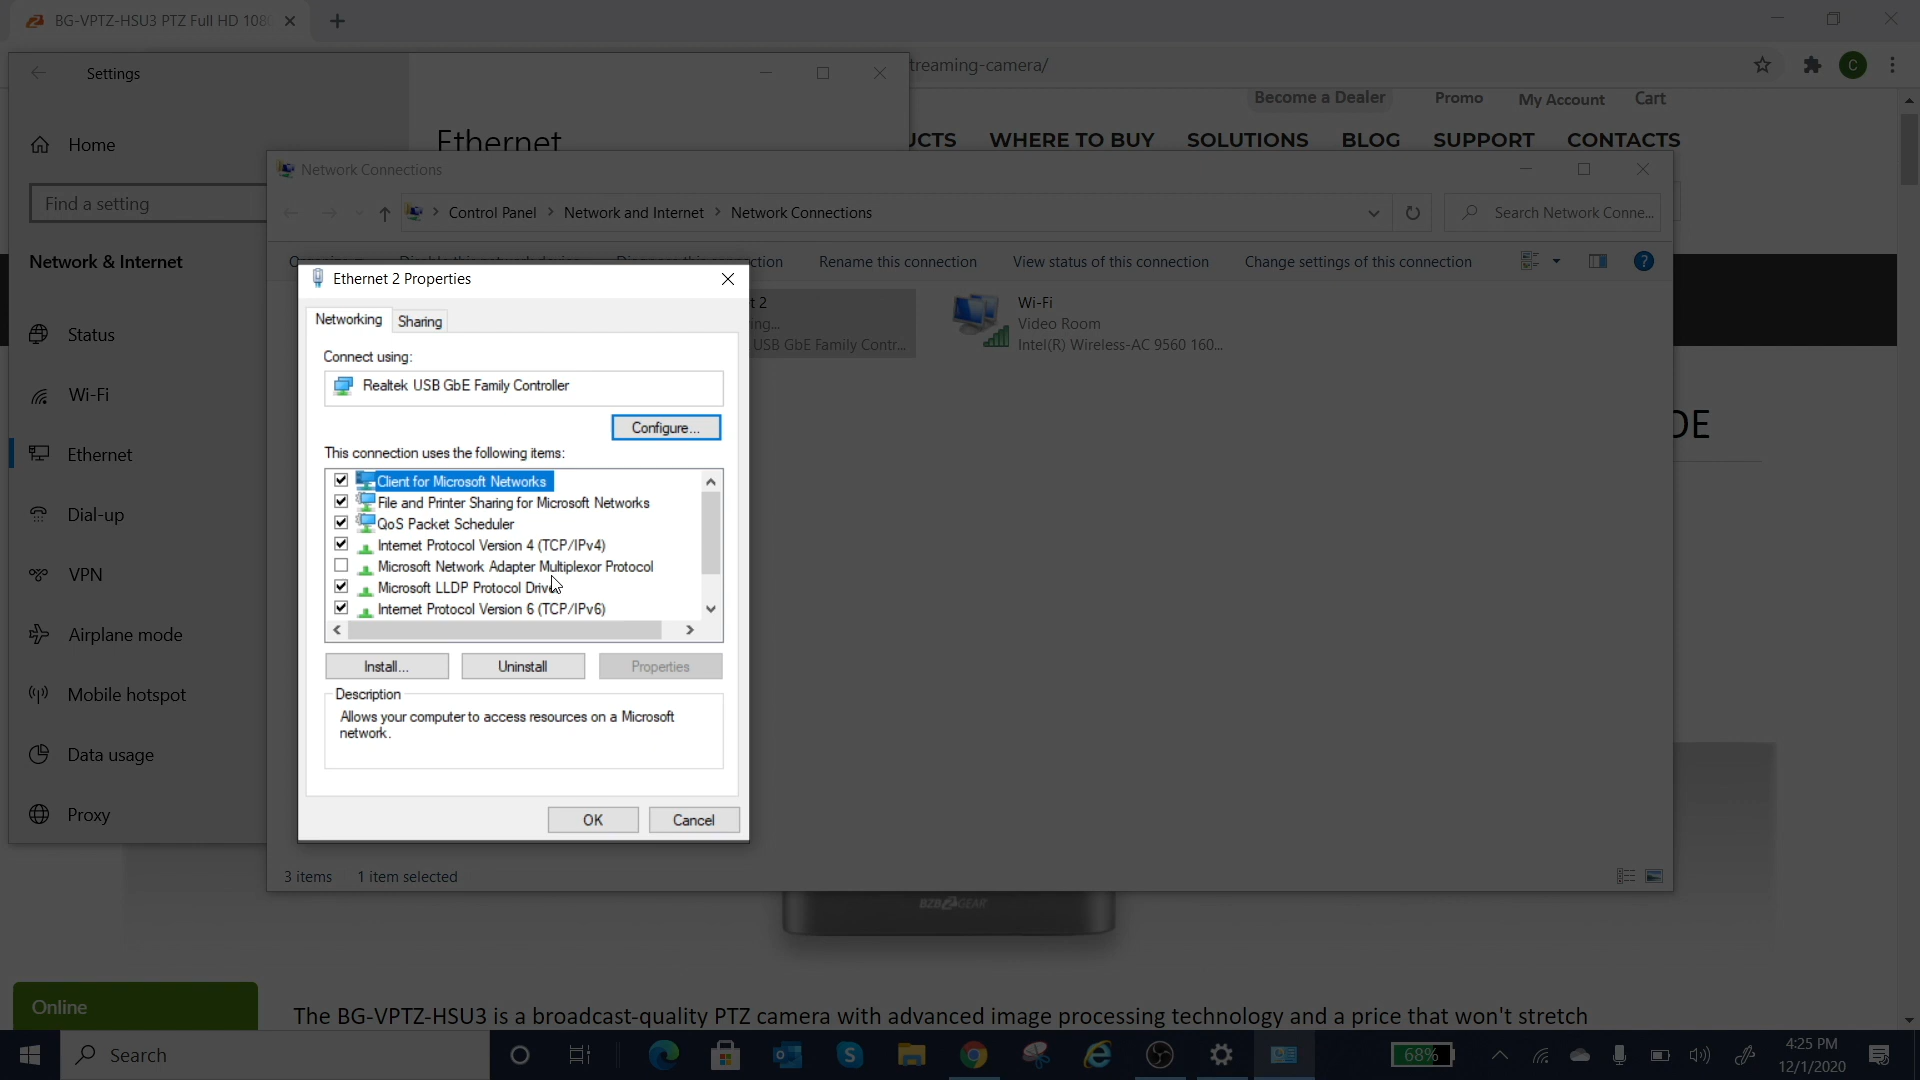 BG-VPTZ-HSU3 PTZ Full HD 108
treaming-camera/
C
Settings
Become a Dealer
Promo
My Account
Cart
Home
Ethernet
UCTS
WHERE TO BUY
SOLUTIONS
BLOG
SUPPORT
CONTACTS
Network Connections
Find a setting
Control Panel
Network and Internet
Network Connections
Search Network Conne...
Network & Internet
ction
Rename this connection
View status of this connection
Change settings of this connection
Ethernet 2 Properties
t 2
ng...
USB GbE Family Contr...
Wi-Fi
Video Room
Intel(R) Wireless-AC 9560 160...
Networking
Sharing
Status
Connect using:
Realtek USB GbE Family Controller
Wi-Fi
Configure...
DE
Ethernet
This connection uses the following items:
Client for Microsoft Networks
File and Printer Sharing for Microsoft Networks
Dial-up
QoS Packet Scheduler
Internet Protocol Version 4 (TCP/IPv4)
Microsoft Network Adapter Multiplexor Protocol
VPN
Microsoft LLDP Protocol Drive
Internet Protocol Version 6 (TCP/IPv6)
Airplane mode
Install...
Uninstall
Properties
Mobile hotspot
Description
Allows your computer to access resources on a Microsoft
network.
Data usage
Proxy
OK
Cancel
3 items
1 item selected
BZBGEAR
Online
The BG-VPTZ-HSU3 is a broadcast-quality PTZ camera with advanced image processing technology and a price that won't stretch
Search
68%
4:25 PM
12/1/2020